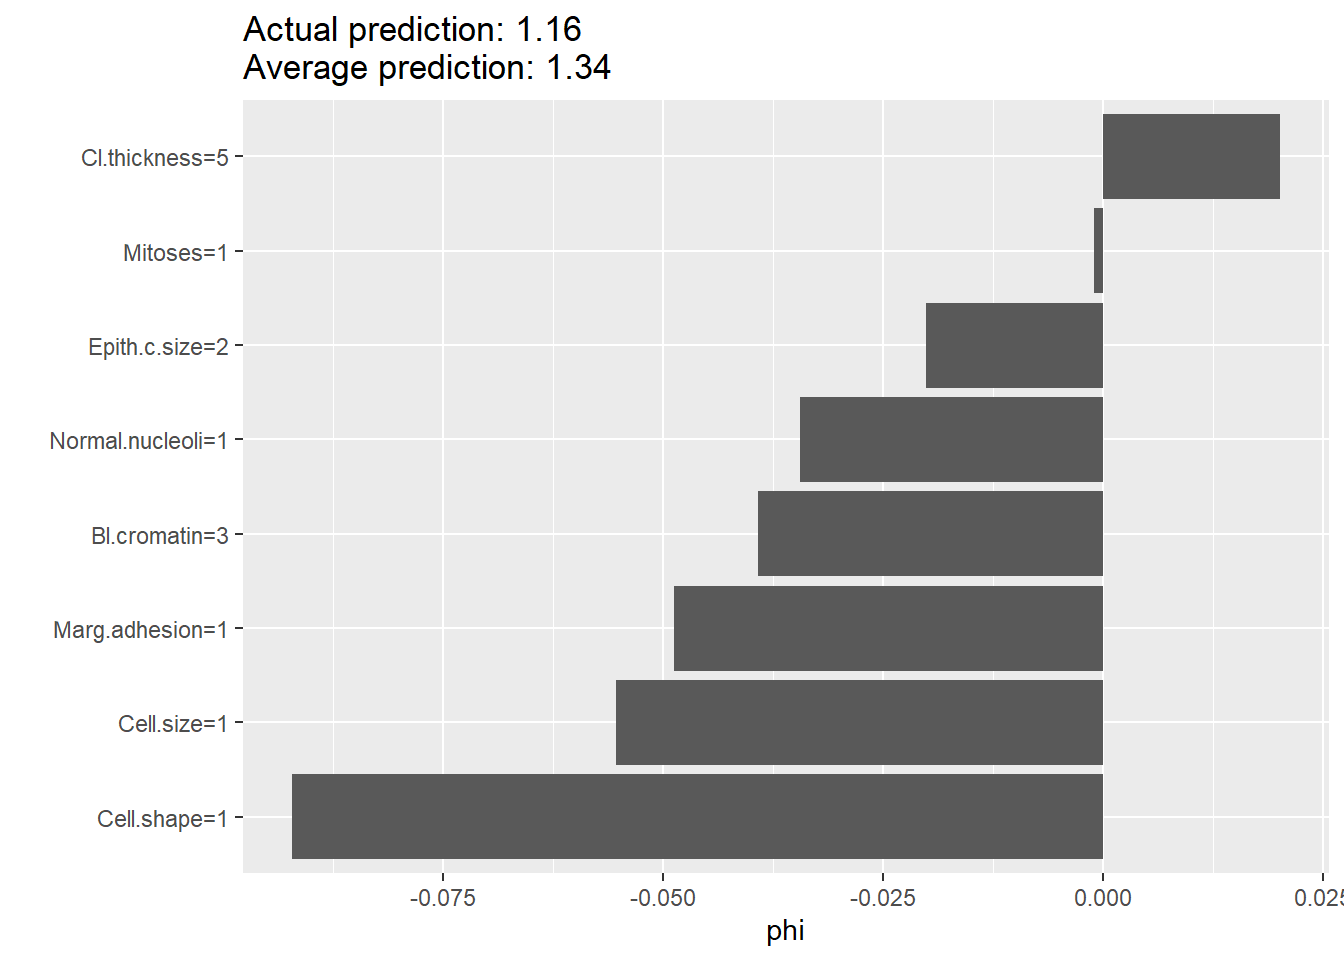 Actual prediction: 1.16
Average prediction: 1.34
Cl.thickness=5
Mitoses=1
Epith.c.size=2
Normal.nucleoli=1
Bl.cromatin=3
Marg.adhesion=1
Cell.size=1
Cell.shape=1
-0.075 -0.050 -0.025 0.000 0.025
phi